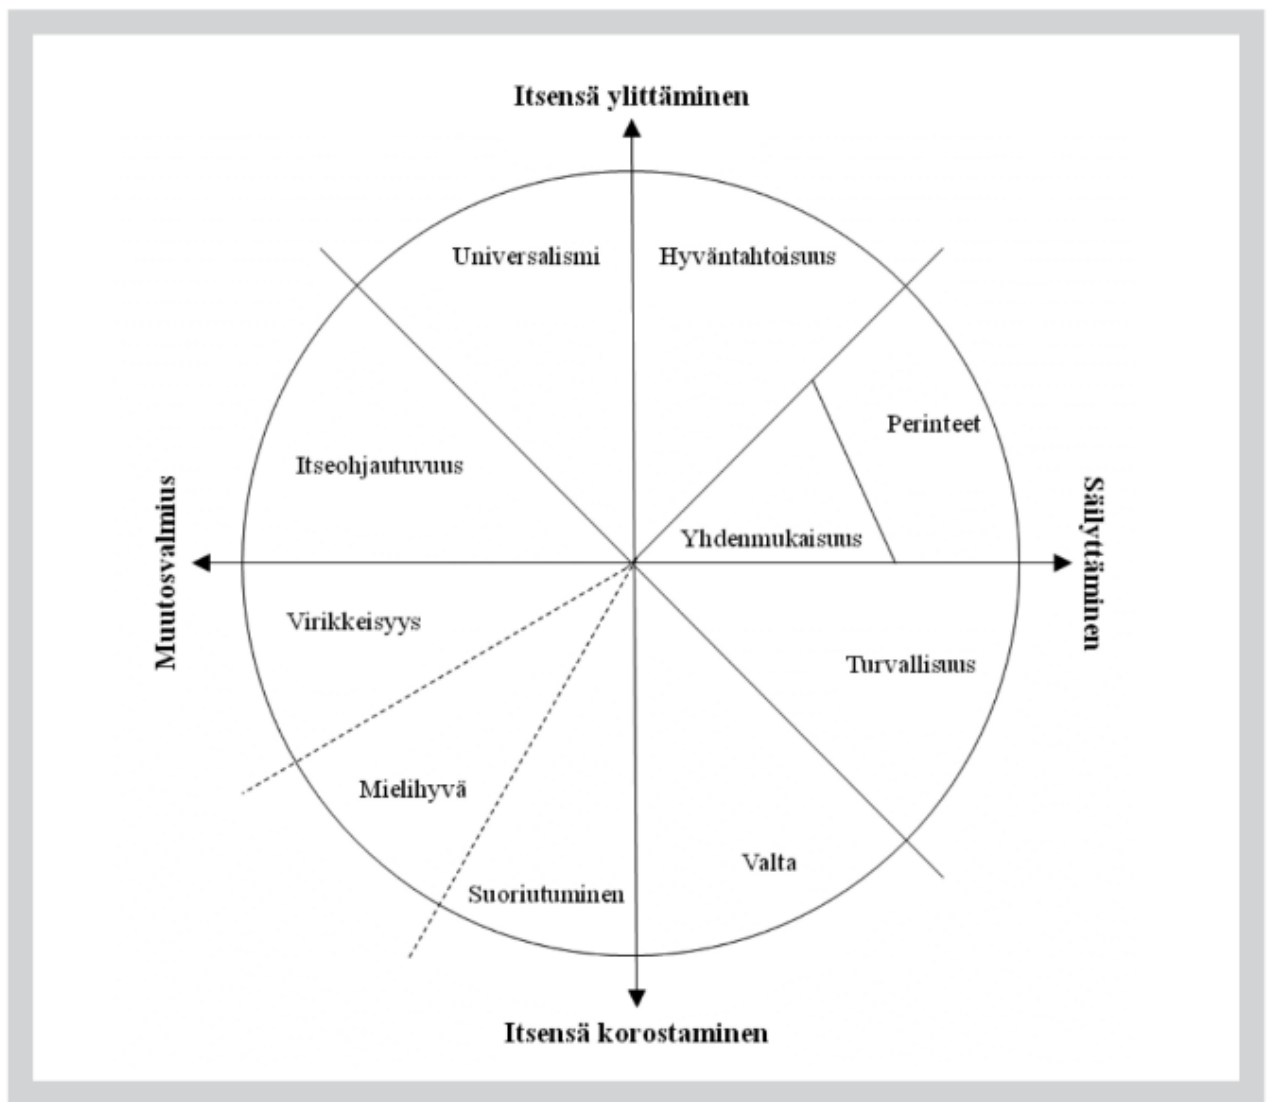 Itsensä ylittäminen
Universalismi
Hyväntahtoisuus
Perinteet
Itseohjautuvuus
Muutosvalmius
Säilyttäminen
Yhdenmukaisuus
Virikkeisyys
Turvallisuus
Mielihyvä
Valta
Suoriutuminen
Itsensä korostaminen